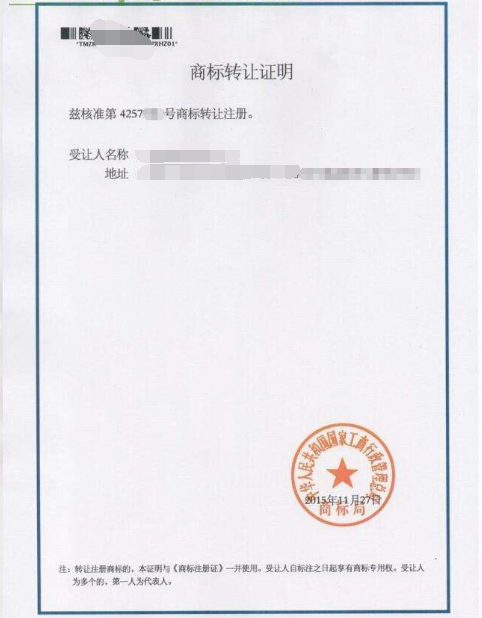 *TMZR
RHZ01*
商标转让证明
兹核准第 4257 号商标转让注册。
受让人名称
地址
中华人民共和国国家工商行政管理总局
2015年11月27日
商标局
注：转让注册商标的，本证明与《商标注册证》一并使用。受让人自标注之日起享有商标专用权。受让人
为多个的，第一人为代表人。